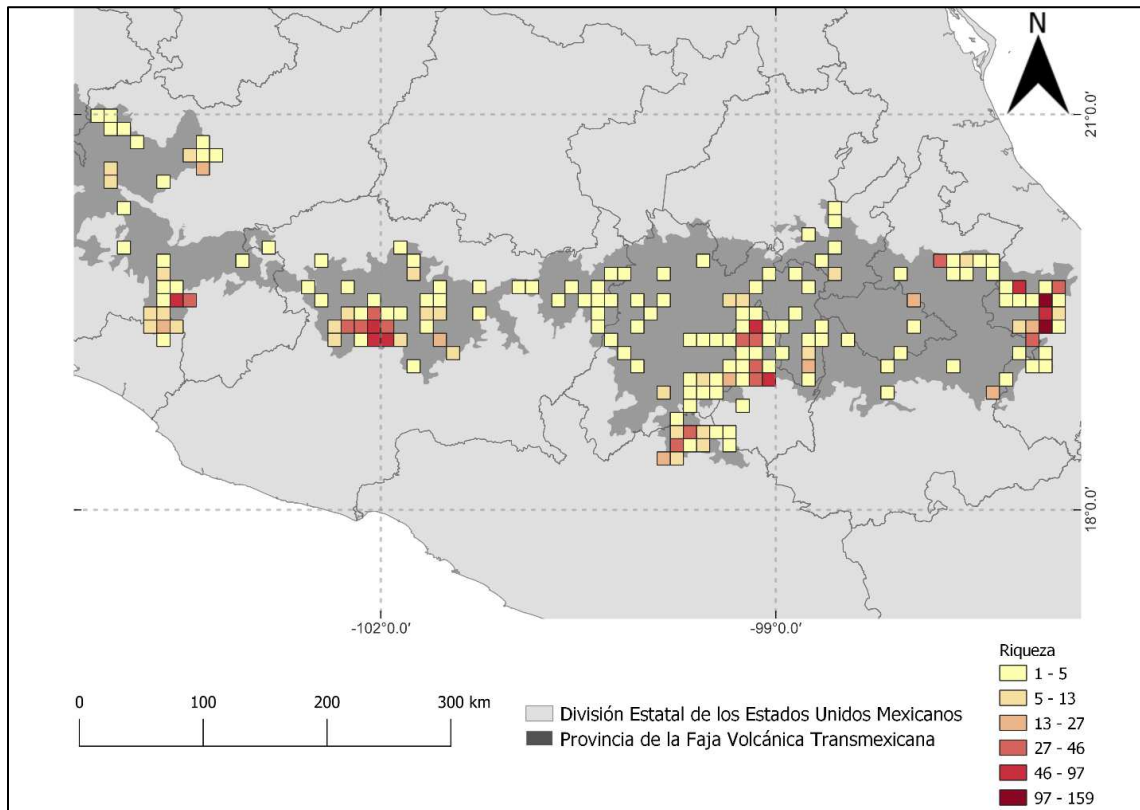 N
21°0.0'
18°0.0'
-102°0.0'
-99°0.0'
Riqueza
1 - 5
5 - 13
13 - 27
27 - 46
46 - 97
97 - 159
0 100 200 300 km
División Estatal de los Estados Unidos Mexicanos
Provincia de la Faja Volcánica Transmexicana